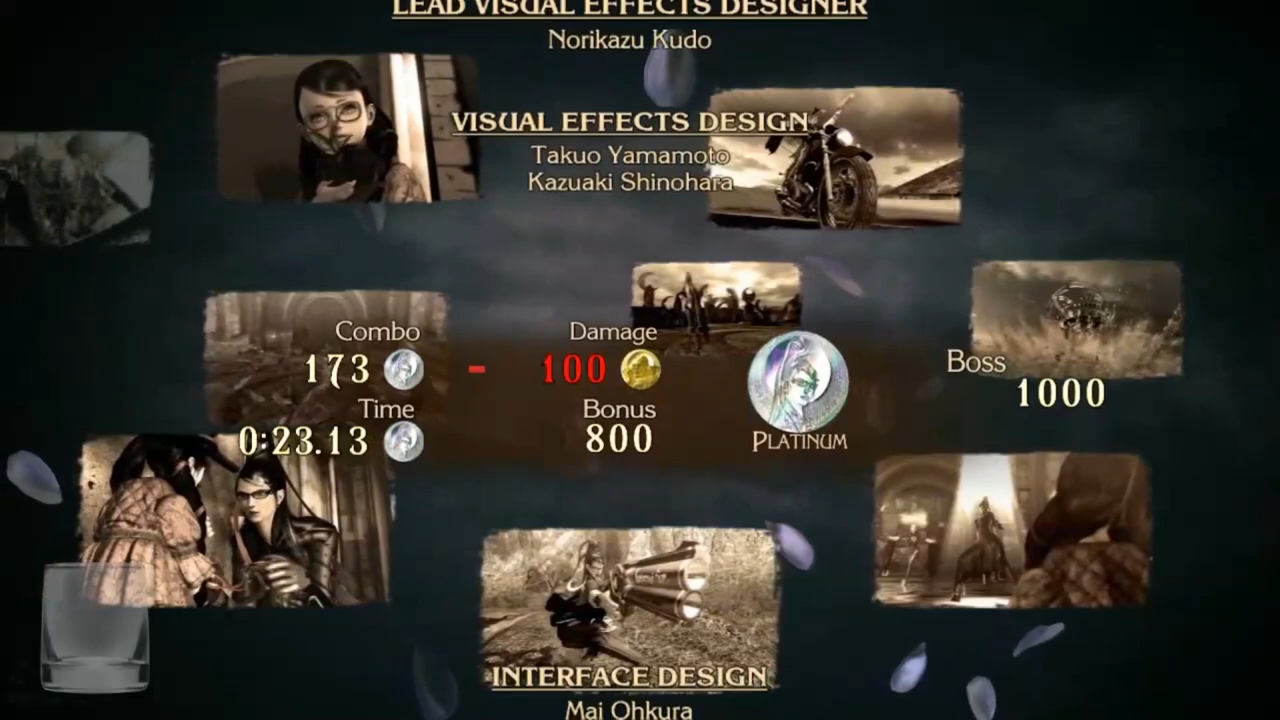 LEAD VISUAL EFFECTS DESIGNER
Norikazu Kudo
VISUAL EFFECTS DESIGN
Takuo Yamamoto
Kazuaki Shinohara
Combo
173
Time
0:23.13
Damage
- 100
Bonus
800
PLATINUM
Boss
1000
INTERFACE DESIGN
Mai Ohkura